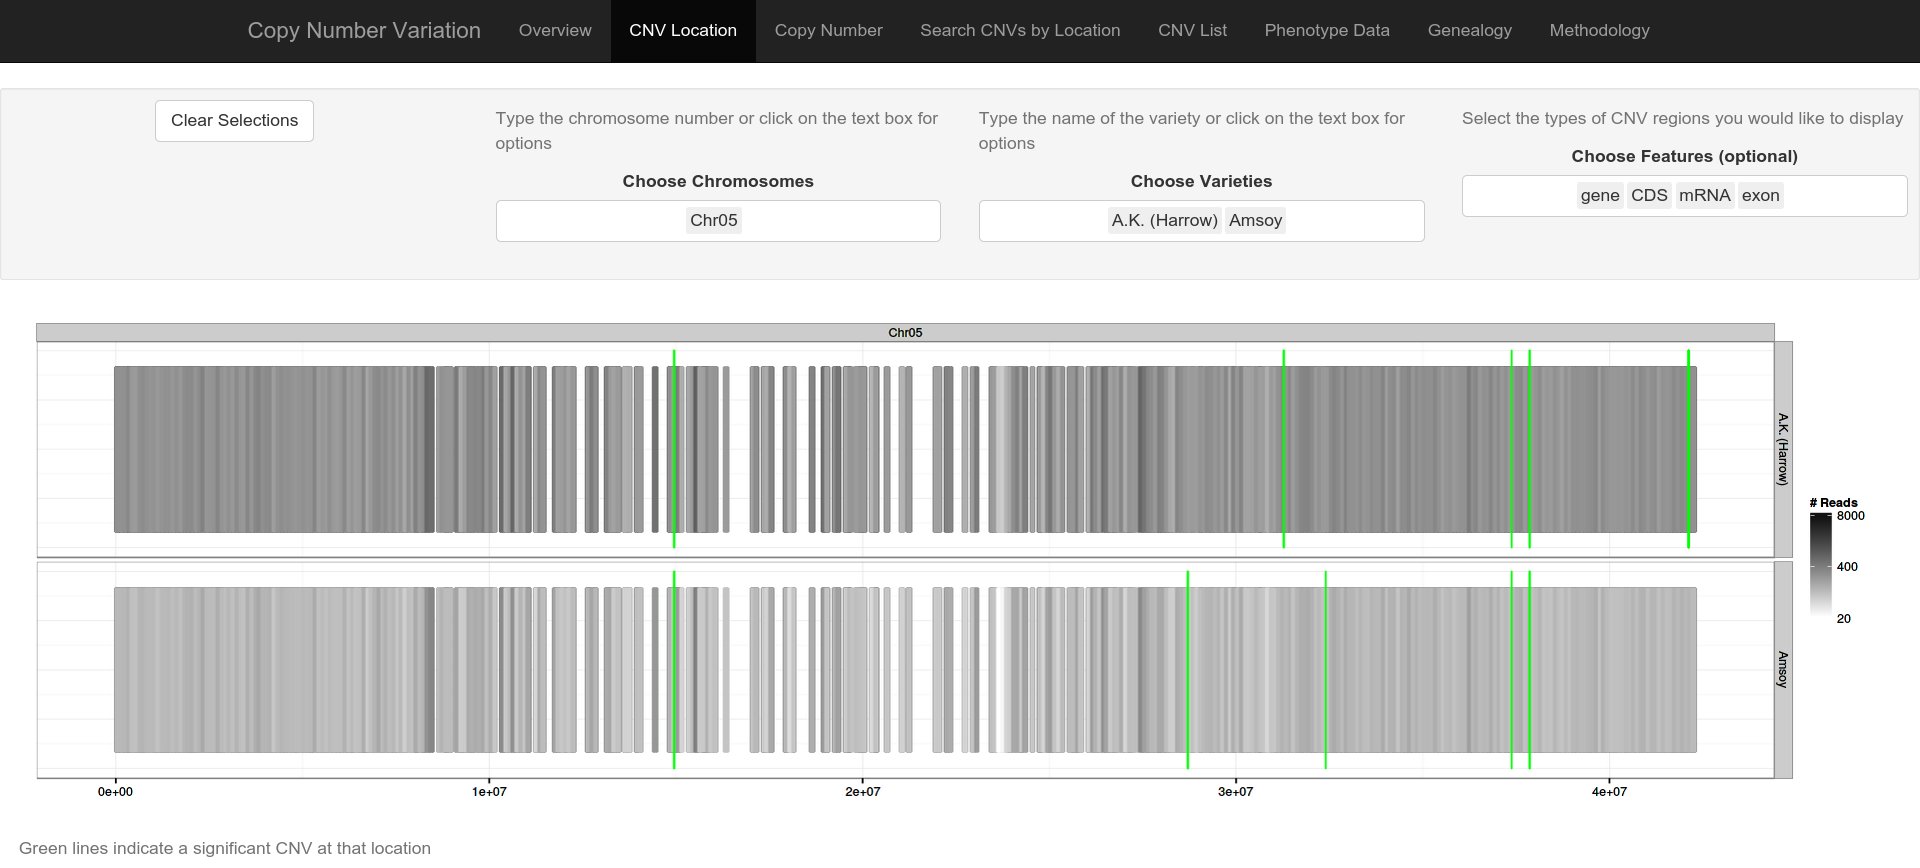 Copy Number Variation Overview CNV Location Copy Number Search CNVs by Location CNV List Phenotype Data Genealogy Methodology
Clear Selections
Type the chromosome number or click on the text box for
options
Choose Chromosomes
Chr05
Type the name of the variety or click on the text box for
options
Choose Varieties
A.K. (Harrow) Amsoy
Select the types of CNV regions you would like to display
Choose Features (optional)
gene CDS mRNA exon
Chr05
A.K. (Harrow)
Amsoy
# Reads
8000
400
20
0e+00 1e+07 2e+07 3e+07 4e+07
Green lines indicate a significant CNV at that location